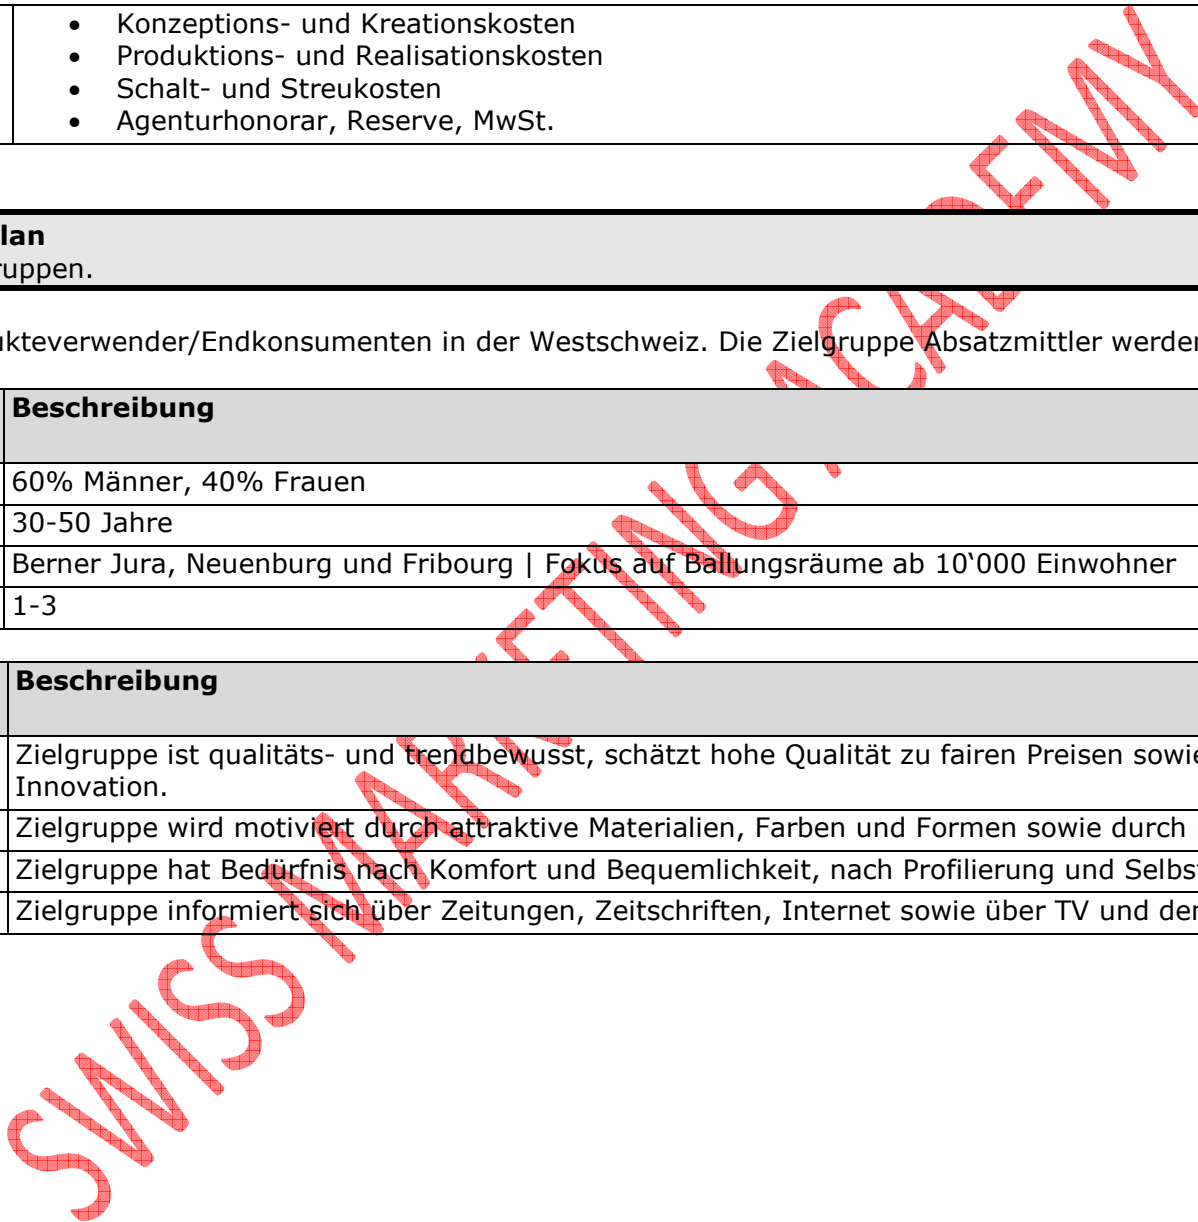 • Konzeptions- und Kreationskosten
• Produktions- und Realisationskosten
• Schalt- und Streukosten
• Agenturhonorar, Reserve, MwSt.
lan
ruppen.
ukteverwender/Endkonsumenten in der Westschweiz. Die Zielgruppe Absatzmittler werden
Beschreibung
60% Männer, 40% Frauen
30-50 Jahre
Berner Jura, Neuenburg und Fribourg | Fokus auf Ballungsräume ab 10‘000 Einwohner
1-3
Beschreibung
Zielgruppe ist qualitäts- und trendbewusst, schätzt hohe Qualität zu fairen Preisen sowie
Innovation.
Zielgruppe wird motiviert durch attraktive Materialien, Farben und Formen sowie durch
Zielgruppe hat Bedürfnis nach Komfort und Bequemlichkeit, nach Profilierung und Selbst
Zielgruppe informiert sich über Zeitungen, Zeitschriften, Internet sowie über TV und den
SWISS MARKETING ACADEMY